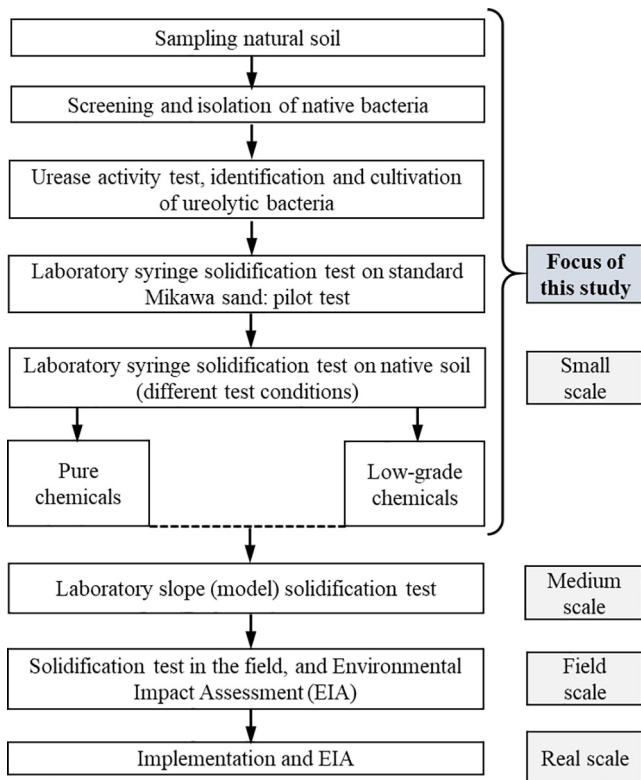 Sampling natural soil
Screening and isolation of native bacteria
Urease activity test, identification and cultivation
of ureolytic bacteria
Laboratory syringe solidification test on standard
Mikawa sand: pilot test
Focus of
this study
Laboratory syringe solidification test on native soil
(different test conditions)
Small
scale
Pure
chemicals
Low-grade
chemicals
Laboratory slope (model) solidification test
Medium
scale
Solidification test in the field, and Environmental
Impact Assessment (EIA)
Field
scale
Implementation and EIA
Real scale